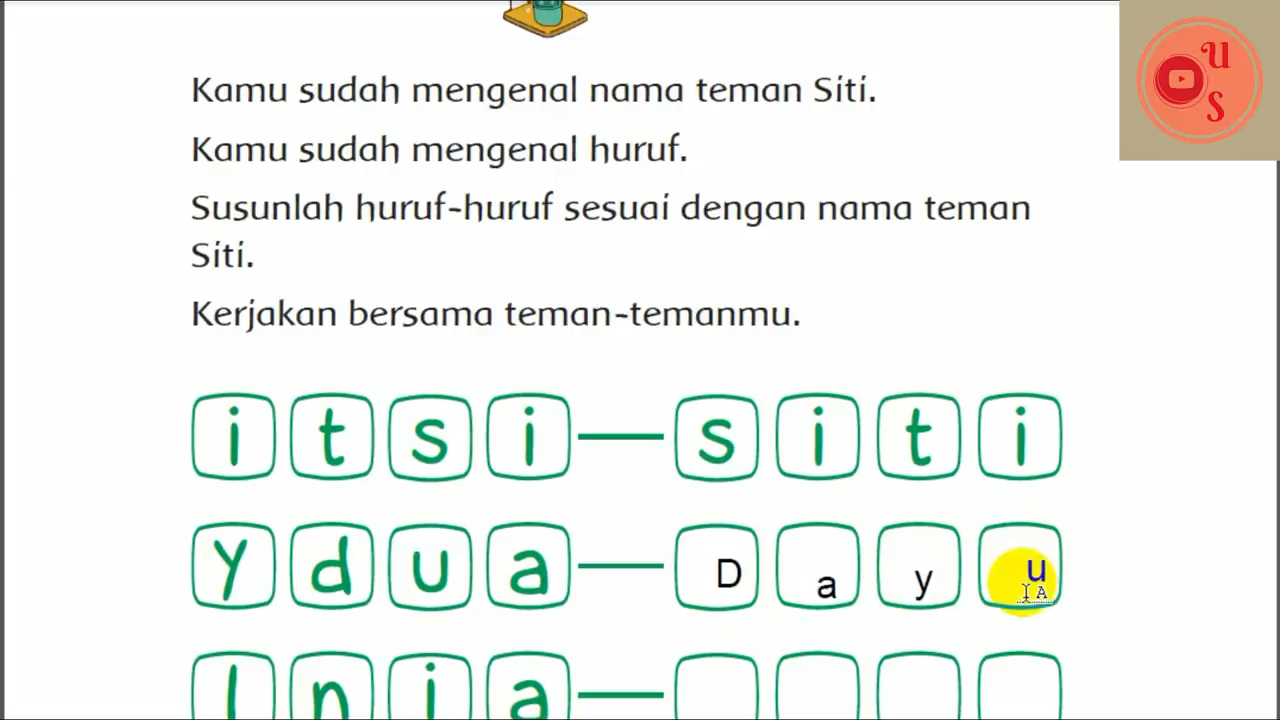 U
S
Kamu sudah mengenal nama teman Siti.
Kamu sudah mengenal huruf.
Susunlah huruf-huruf sesuai dengan nama teman
Siti.
Kerjakan bersama teman-temanmu.
i t s i — s i t i
y d u a — D a y u
l n i a —